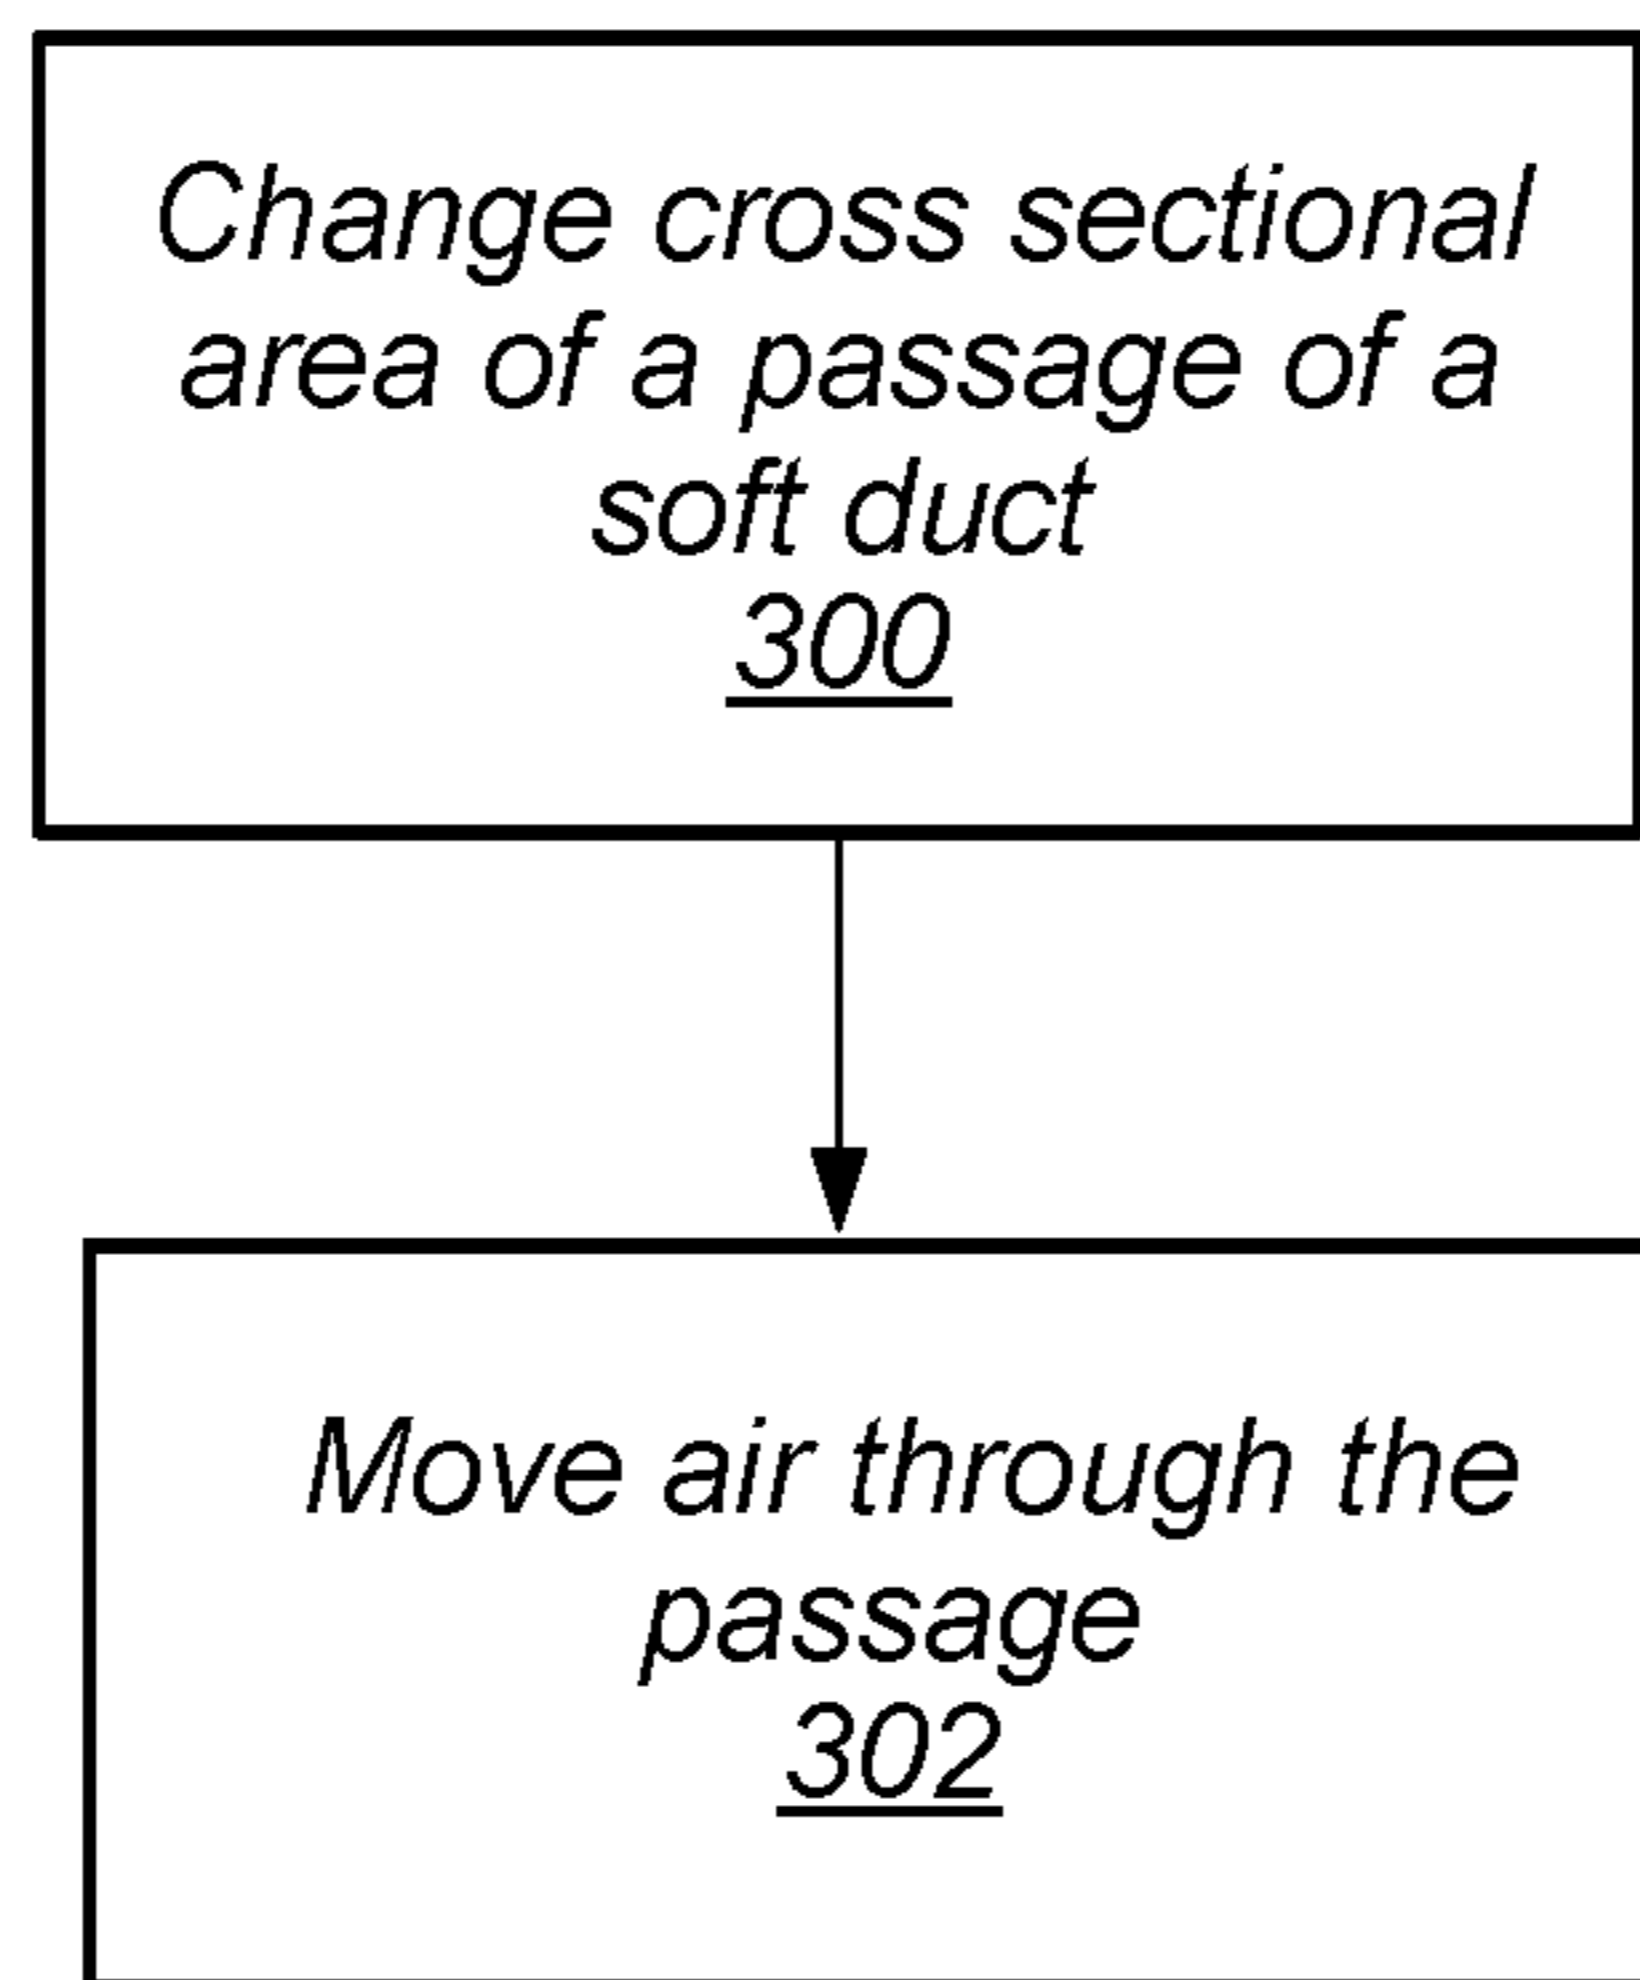 Change cross sectional
area of a passage of a
soft duct
300
Move air through the
passage
302